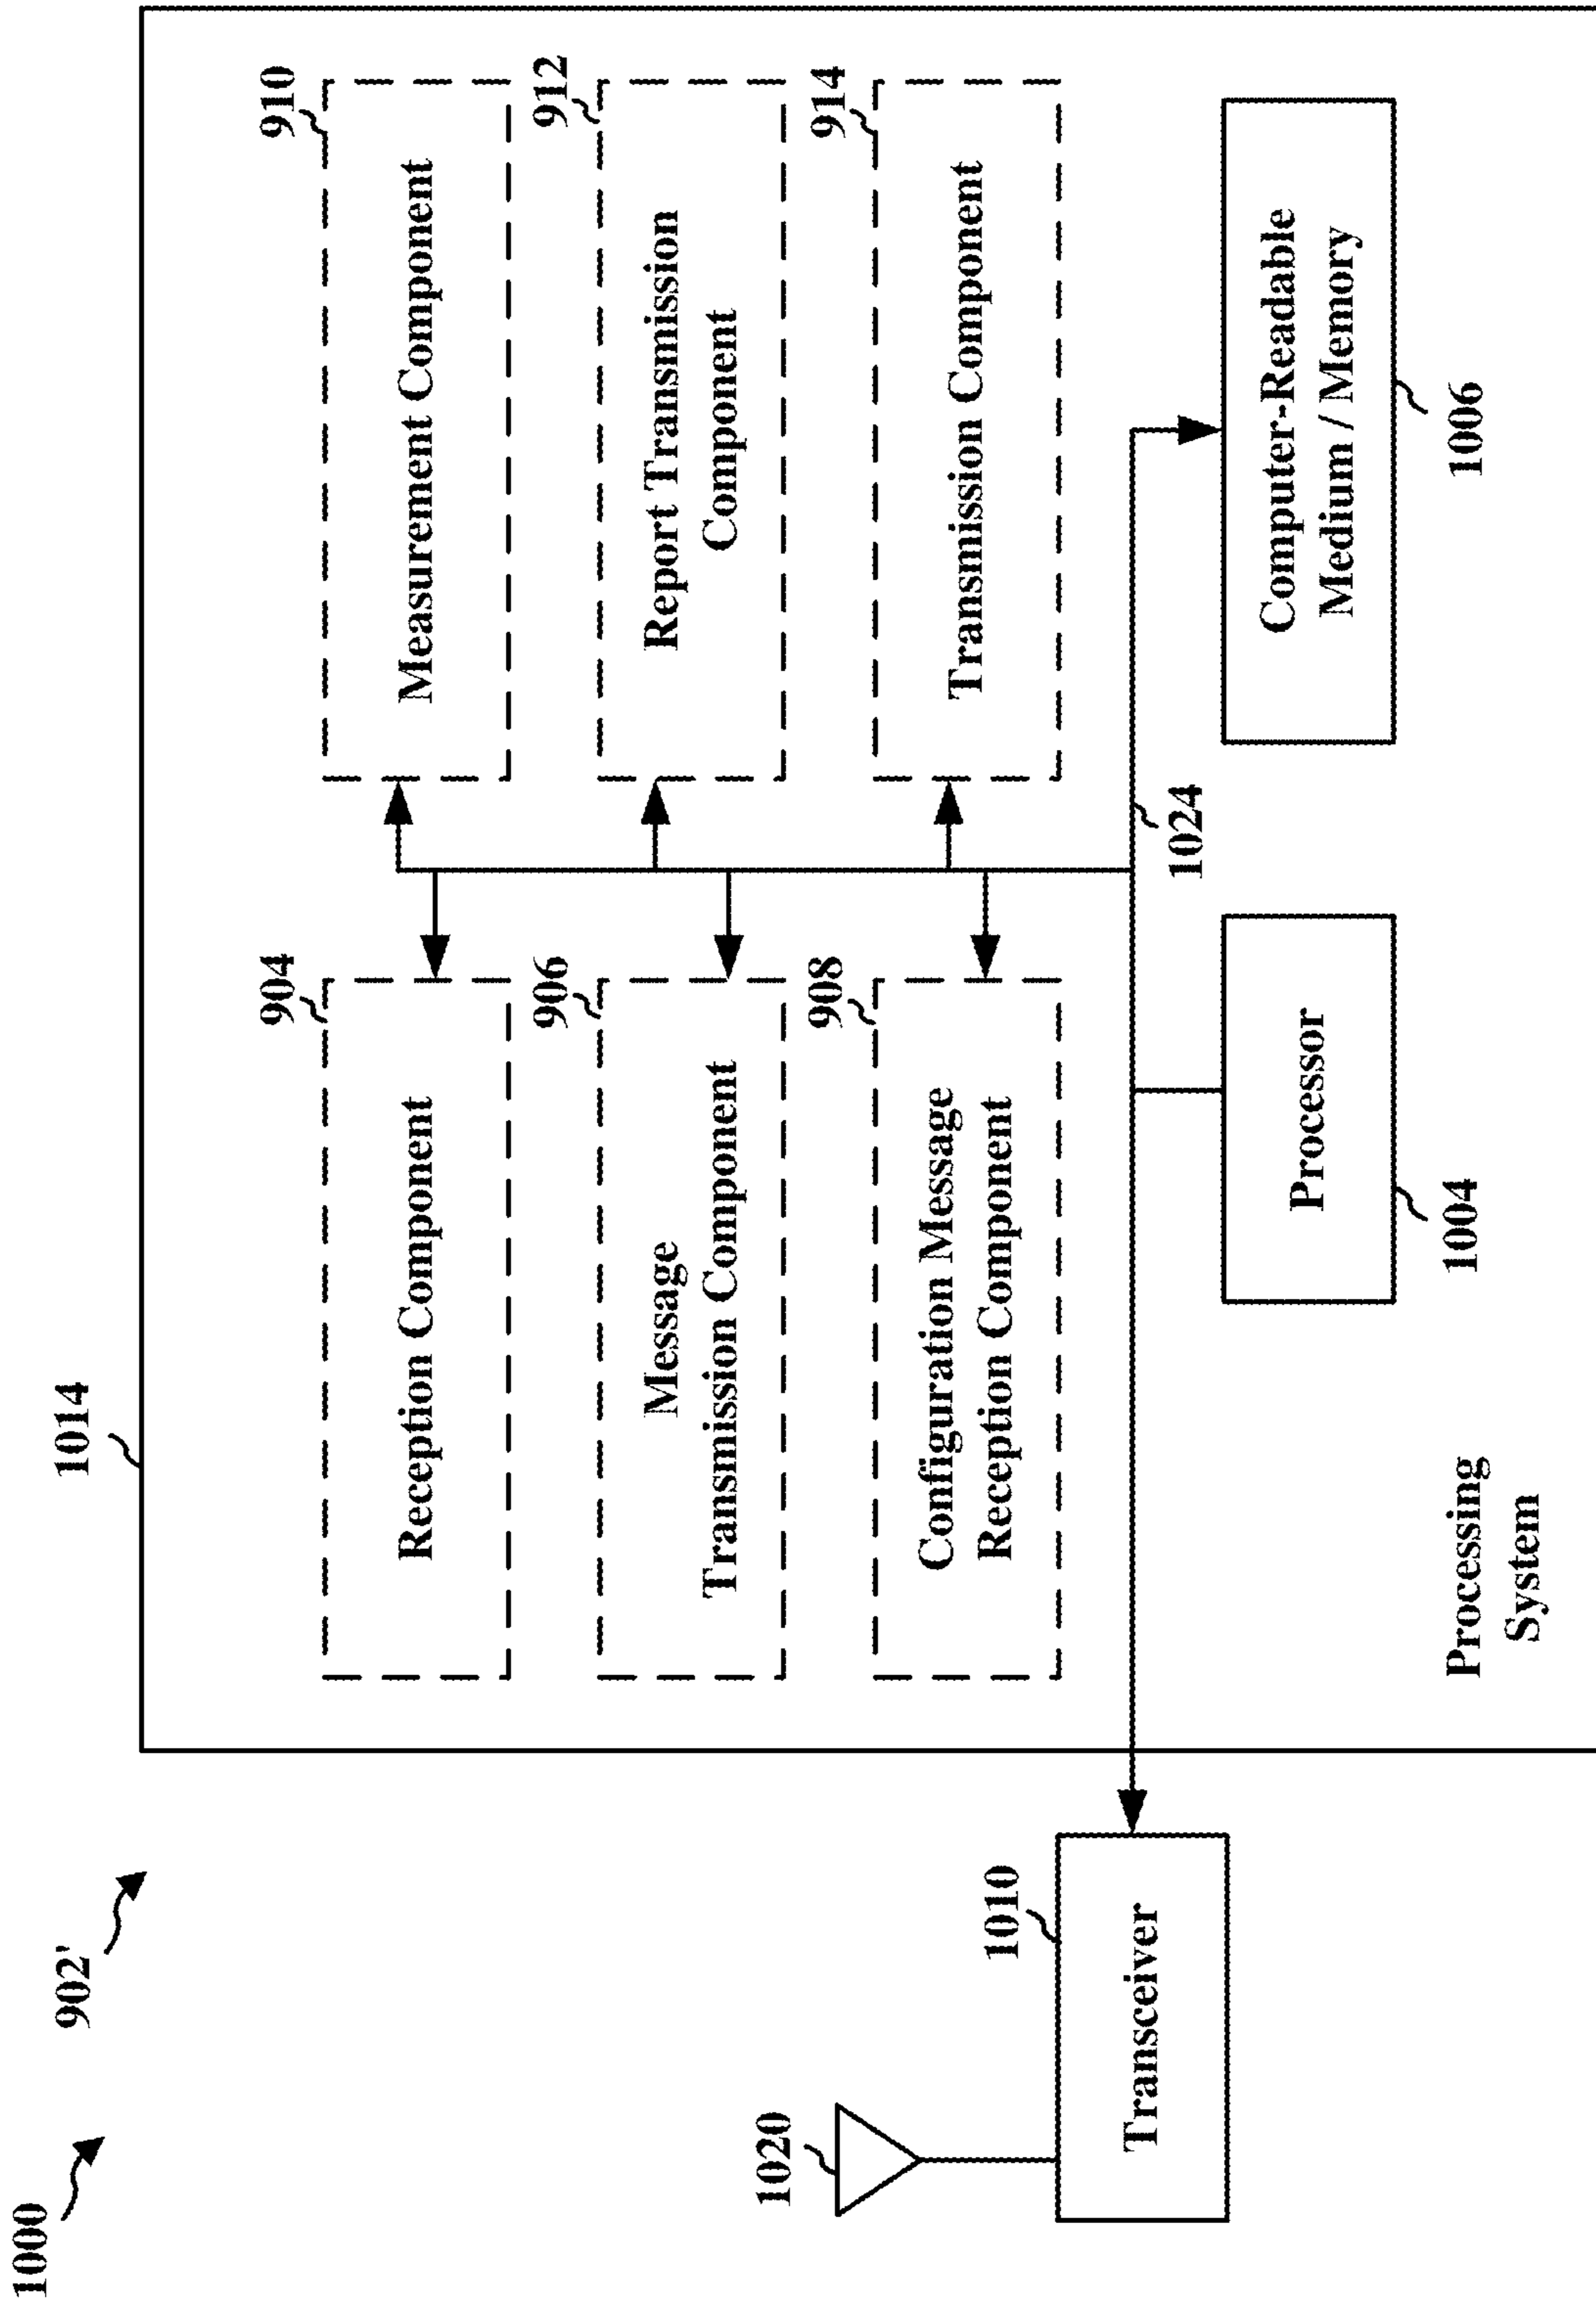 1000
902'
1014
904
Reception Component
910
Measurement Component
906
Message
Transmission Component
912
Report Transmission
Component
908
Configuration Message
Reception Component
914
Transmission Component
1020
1010
Transceiver
1024
Processor
1004
Computer-Readable
Medium / Memory
1006
Processing
System